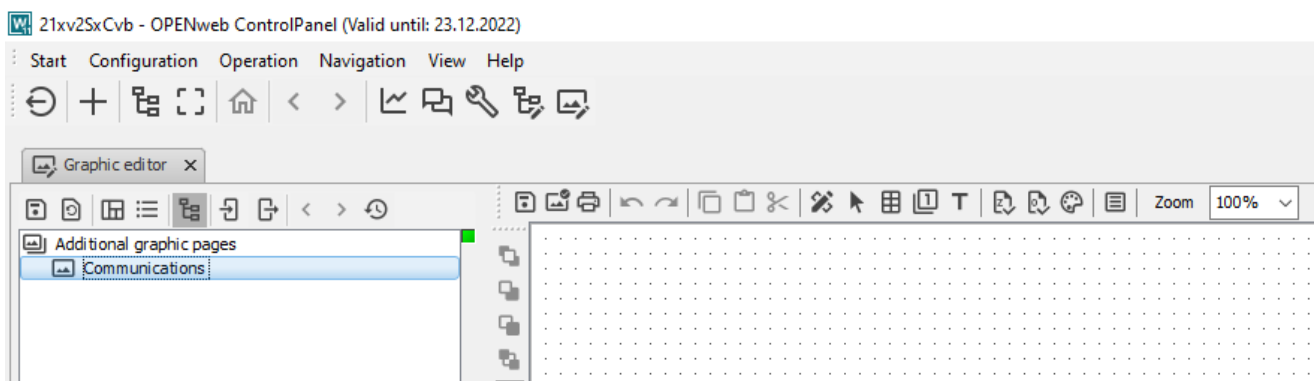 21xv2SxCvb - OPENweb ControlPanel (Valid until: 23.12.2022)
Start Configuration Operation Navigation View Help
Graphic editor
Zoom 100%
Additional graphic pages
Communications